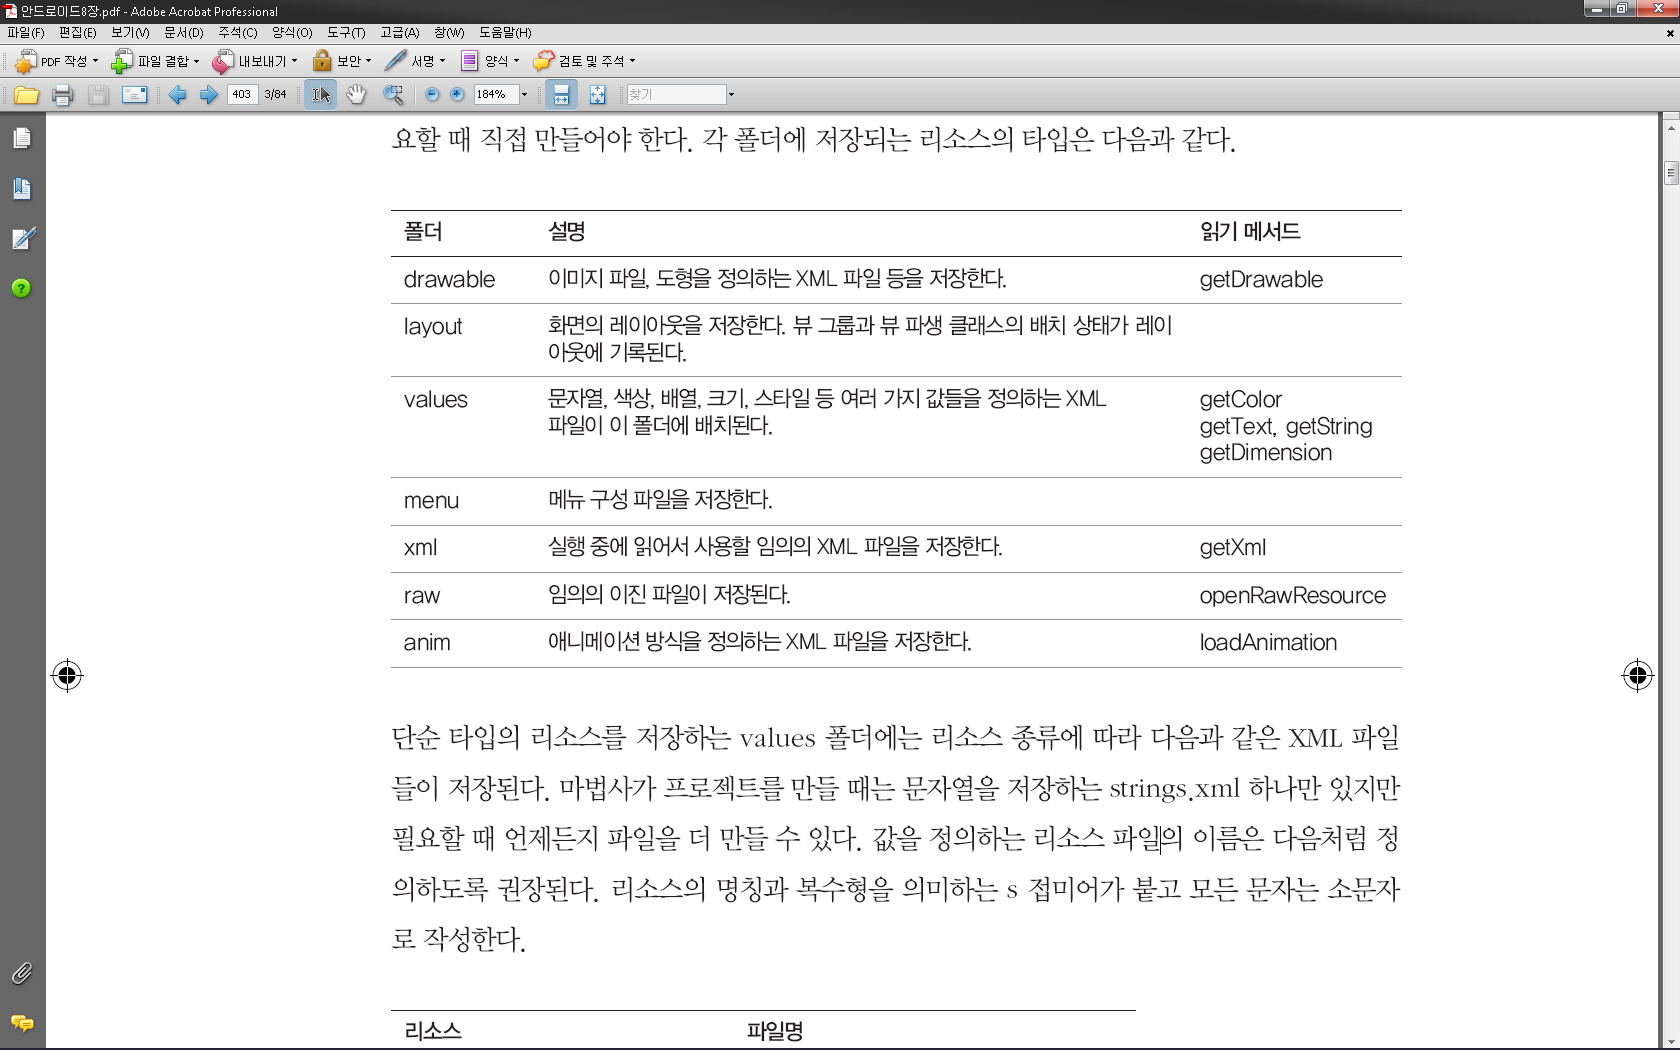 안드로이드8장.pdf - Adobe Acrobat Professional
파일(F) 편집(E) 보기(V) 문서(D) 주석(C) 양식(O) 도구(T) 고급(A) 창(W) 도움말(H)
PDF 작성 파일 결합 내보내기 보안 서명 양식 검토 및 주석
403 3/84 184% 찾기
요할 때 직접 만들어야 한다. 각 폴더에 저장되는 리소스의 타입은 다음과 같다.
폴더 설명 읽기 메서드
drawable 이미지 파일, 도형을 정의하는 XML 파일 등을 저장한다. getDrawable
layout 화면의 레이아웃을 저장한다. 뷰 그룹과 뷰 파생 클래스의 배치 상태가 레이
아웃에 기록된다.
values 문자열, 색상, 배열, 크기, 스타일 등 여러 가지 값들을 정의하는 XML getColor
파일이 이 폴더에 배치된다. getText, getString
getDimension
menu 메뉴 구성 파일을 저장한다.
xml 실행 중에 읽어서 사용할 임의의 XML 파일을 저장한다. getXml
raw 임의의 이진 파일이 저장된다. openRawResource
anim 애니메이션 방식을 정의하는 XML 파일을 저장한다. loadAnimation
단순 타입의 리소스를 저장하는 values 폴더에는 리소스 종류에 따라 다음과 같은 XML 파일
들이 저장된다. 마법사가 프로젝트를 만들 때는 문자열을 저장하는 strings.xml 하나만 있지만
필요할 때 언제든지 파일을 더 만들 수 있다. 값을 정의하는 리소스 파일의 이름은 다음처럼 정
의하도록 권장된다. 리소스의 명칭과 복수형을 의미하는 s 접미어가 붙고 모든 문자는 소문자
로 작성한다.
리소스 파일명